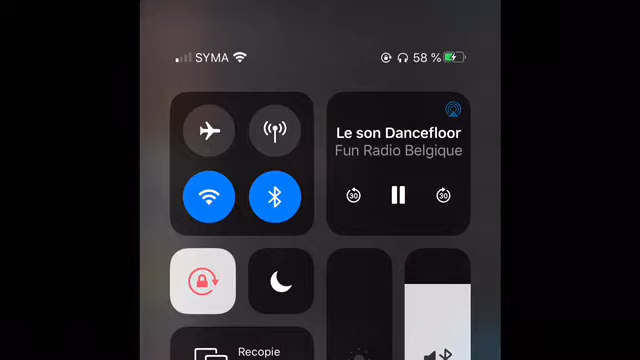 SYMA
58 %
Le son Dancefloor
Fun Radio Belgique
30
30
Recopie